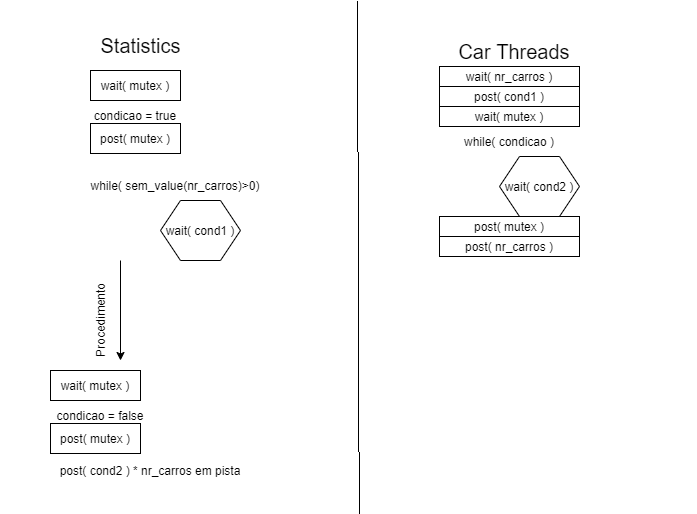 Statistics
wait( mutex )
condicao = true
post( mutex )
while( sem_value(nr_carros)>0)
wait( cond1 )
Procedimento
wait( mutex )
condicao = false
post( mutex )
post( cond2 ) * nr_carros em pista
Car Threads
wait( nr_carros )
post( cond1 )
wait( mutex )
while( condicao )
wait( cond2 )
post( mutex )
post( nr_carros )